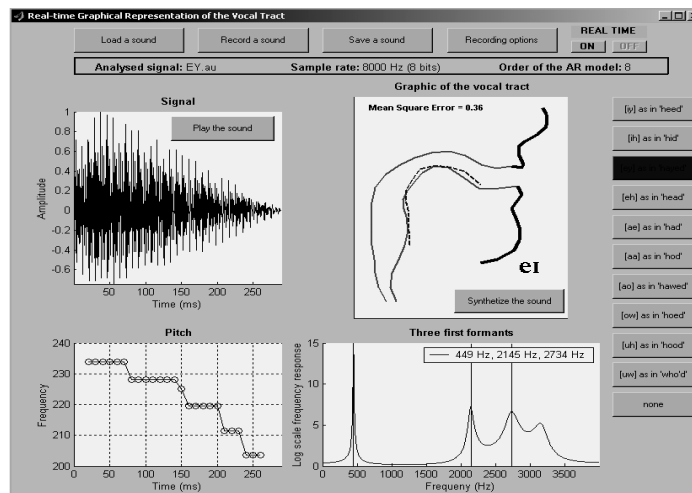 Real-time Graphical Representation of the Vocal Tract
Load a sound
Record a sound
Save a sound
Recording options
REAL TIME
ON
OFF
Analysed signal: EY.au
Sample rate: 8000 Hz (8 bits)
Order of the AR model: 8
Signal
Play the sound
1
0.8
0.6
0.4
0.2
0
-0.2
-0.4
-0.6
Amplitude
50
100
150
200
250
Time (ms)
Graphic of the vocal tract
Mean Square Error = 0.36
eɪ
Synthetize the sound
[iy] as in 'heed'
[ih] as in 'hid'
[eh] as in 'head'
[ae] as in 'had'
[aa] as in 'hod'
[ao] as in 'hawed'
[ow] as in 'hoed'
[uh] as in 'hood'
[uw] as in 'who'd'
none
Pitch
240
230
220
210
200
Frequency
50
100
150
200
250
Time (ms)
Three first formants
449 Hz, 2145 Hz, 2734 Hz
15
10
5
0
Log scale frequency response
0
500
1000
1500
2000
2500
3000
3500
Frequeny (Hz)